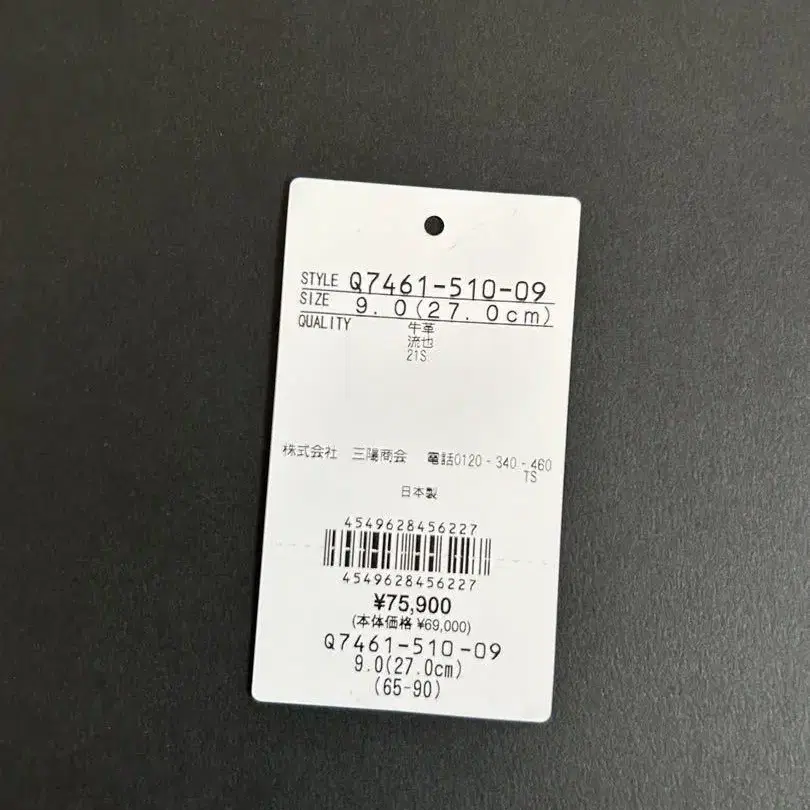 STYLE Q7461-510-09
SIZE 9.0(27.0cm)
QUALITY 牛革
流也
21S
株式会社 三陽商会 電話0120-340-460
TS
日本製
4549628456227
4549628456227
¥75,900
(本体価格 ¥69,000)
Q7461-510-09
9.0(27.0cm)
(65-90)